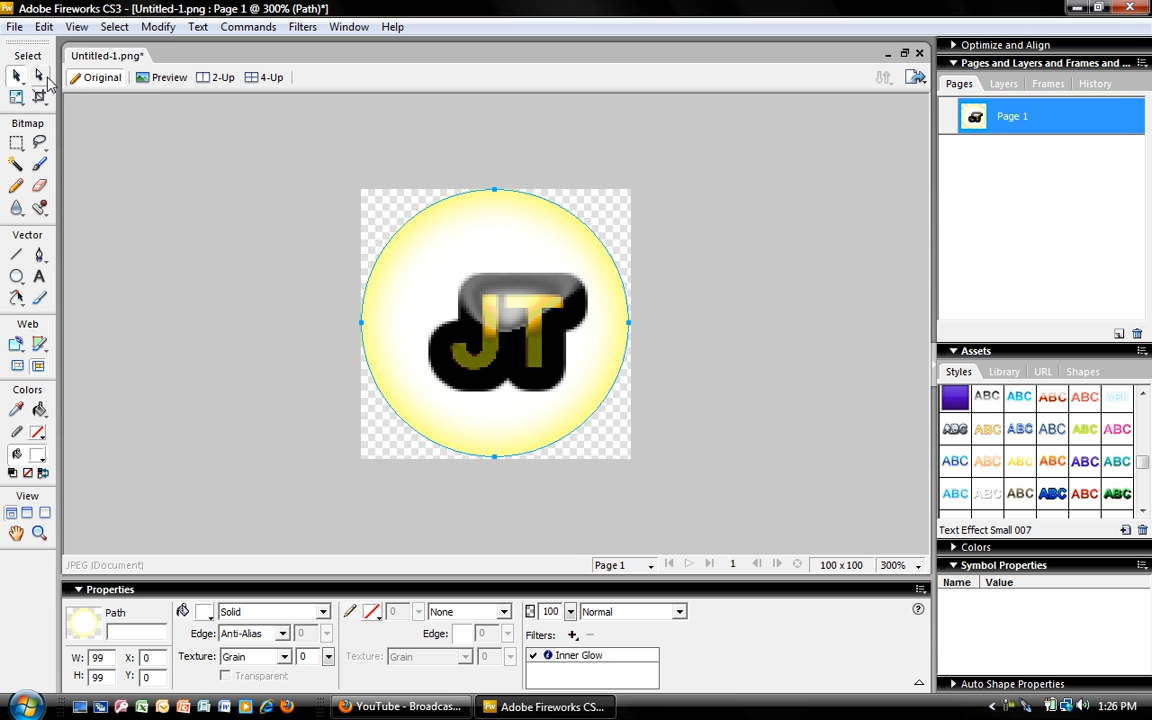 Adobe Fireworks CS3 - [Untitled-1.png : Page 1 @ 300% (Path)*]
File Edit View Select Modify Text Commands Filters Window Help
Select
Bitmap
Vector
Web
Colors
View
Untitled-1.png*
Original Preview 2-Up 4-Up
JT
JPEG (Document)
Page 1
1
100 x 100
300%
Optimize and Align
Pages and Layers and Frames and ...
Pages Layers Frames History
Page 1
Assets
Styles Library URL Shapes
ABC ABC ABC ABC ABC
ABC ABC ABC ABC ABC ABC
ABC ABC ABC ABC ABC ABC
ABC ABC ABC ABC ABC ABC
Text Effect Small 007
Colors
Symbol Properties
Name Value
Auto Shape Properties
Properties
Path
W: 99 X: 0
H: 99 Y: 0
Solid
Edge: Anti-Alias 0
Texture: Grain 0
Transparent
0 None
Edge: 0
Texture: Grain 0
100 Normal
Filters:
Inner Glow
YouTube - Broadcas...
Fw Adobe Fireworks CS...
1:26 PM